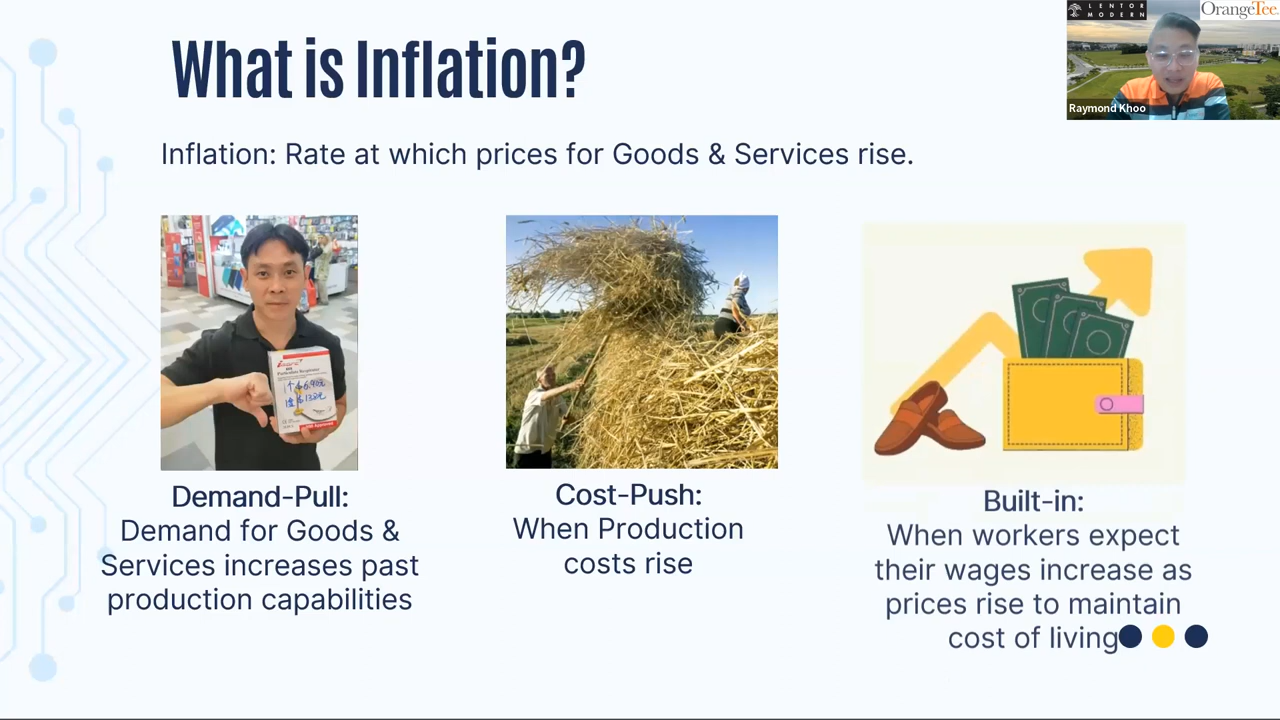 What is Inflation?
LENTOR
MODERN
OrangeTee
Raymond Khoo
Inflation: Rate at which prices for Goods & Services rise.
Particulate Respirator
Demand-Pull:
Demand for Goods &
Services increases past
production capabilities
Cost-Push:
When Production
costs rise
Built-in:
When workers expect
their wages increase as
prices rise to maintain
cost of living